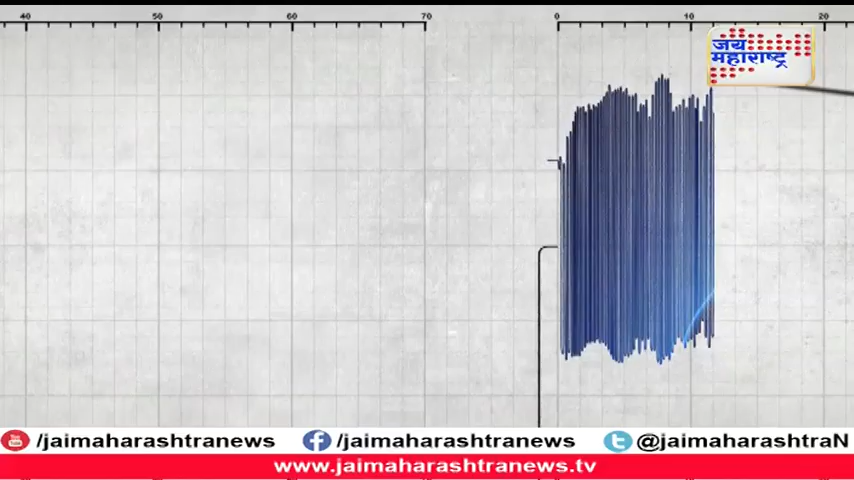 40 50 60 70 0 10 20
जय
महाराष्ट्र
/jaimaharashtranews /jaimaharashtranews @jaimaharashtraN
www.jaimaharashtranews.tv